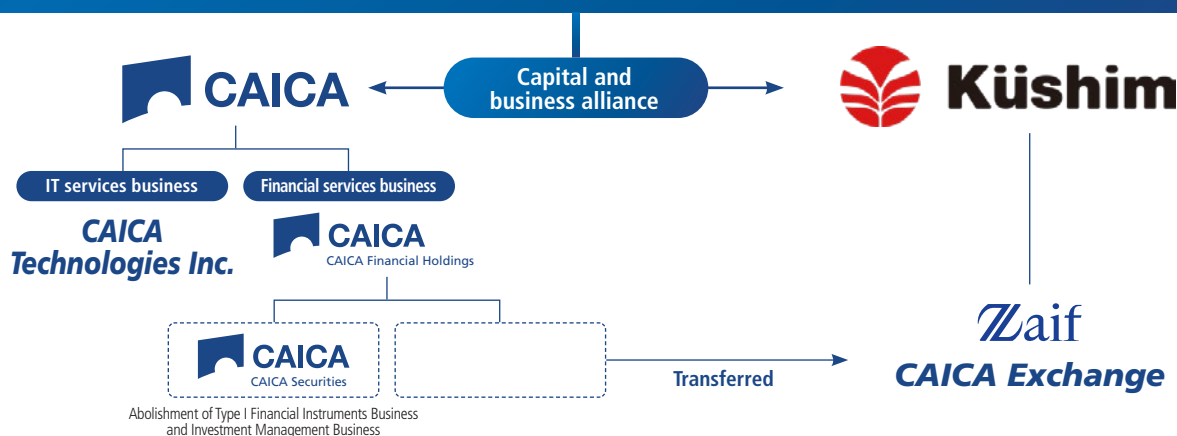 CAICA
Capital and
business alliance
Küshim
IT services business
Financial services business
CAICA
Technologies Inc.
CAICA
CAICA Financial Holdings
CAICA
CAICA Securities
Transferred
Zaif
CAICA Exchange
Abolishment of Type I Financial Instruments Business
and Investment Management Business